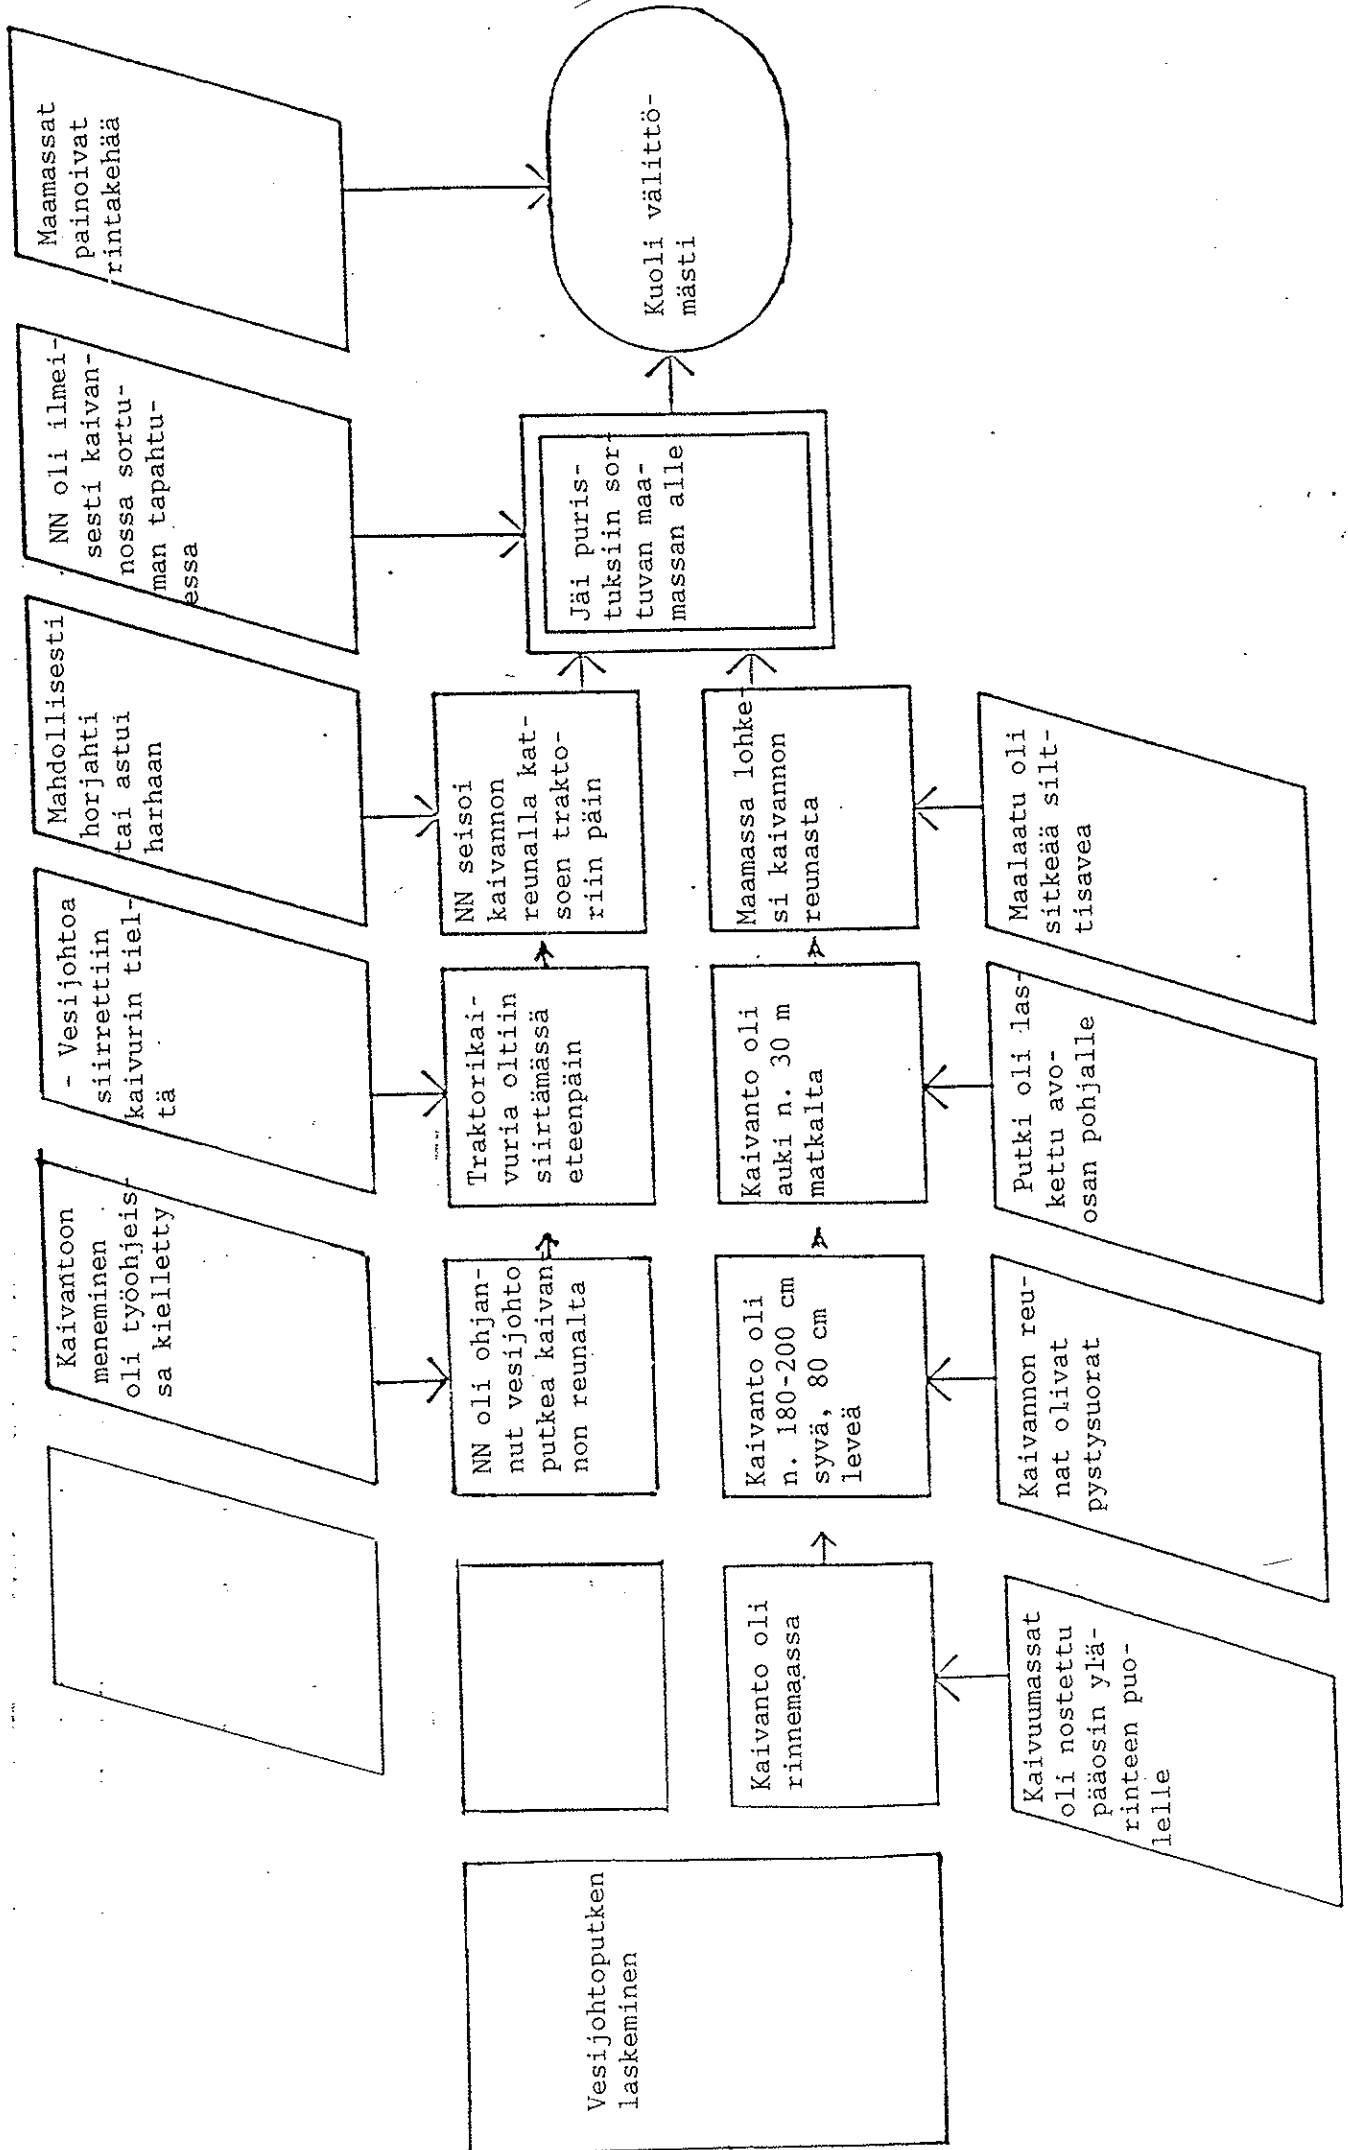 Kaivantoon
meneminen
oli työohjeis-
sa kielletty
- Vesijohtoa
siirrettiin
kaivurin tiel-
tä
Mahdollisesti
horjahti
tai astui
harhaan
NN oli ilmei-
sesti kaivan-
nossa sortu-
man tapahtu-
essa
Maamassat
painoivat
rintakehää
Vesijohtoputken
laskeminen
NN oli ohjan-
nut vesijohto
putkea kaivan
non reunalta
Traktorikai-
vuria oltiin
siirtämässä
eteenpäin
NN seisoi
kaivannon
reunalla kat-
soen trakto-
riin päin
Jäi puris-
tuksiin sor-
tuvan maa-
massan alle
Kuoli välittö-
mästi
Kaivanto oli
rinnemaassa
Kaivanto oli
n. 180-200 cm
syvä, 80 cm
leveä
Kaivanto oli
auki n. 30 m
matkalta
Maamassa lohke-
si kaivannon
reunasta
Kaivuumassat
oli nostettu
pääosin ylä-
rinteen puo-
lelle
Kaivannon reu-
nat olivat
pystysuorat
Putki oli las-
kettu avo-
osan pohjalle
Maalaatu oli
sitkeää silt-
tisavea